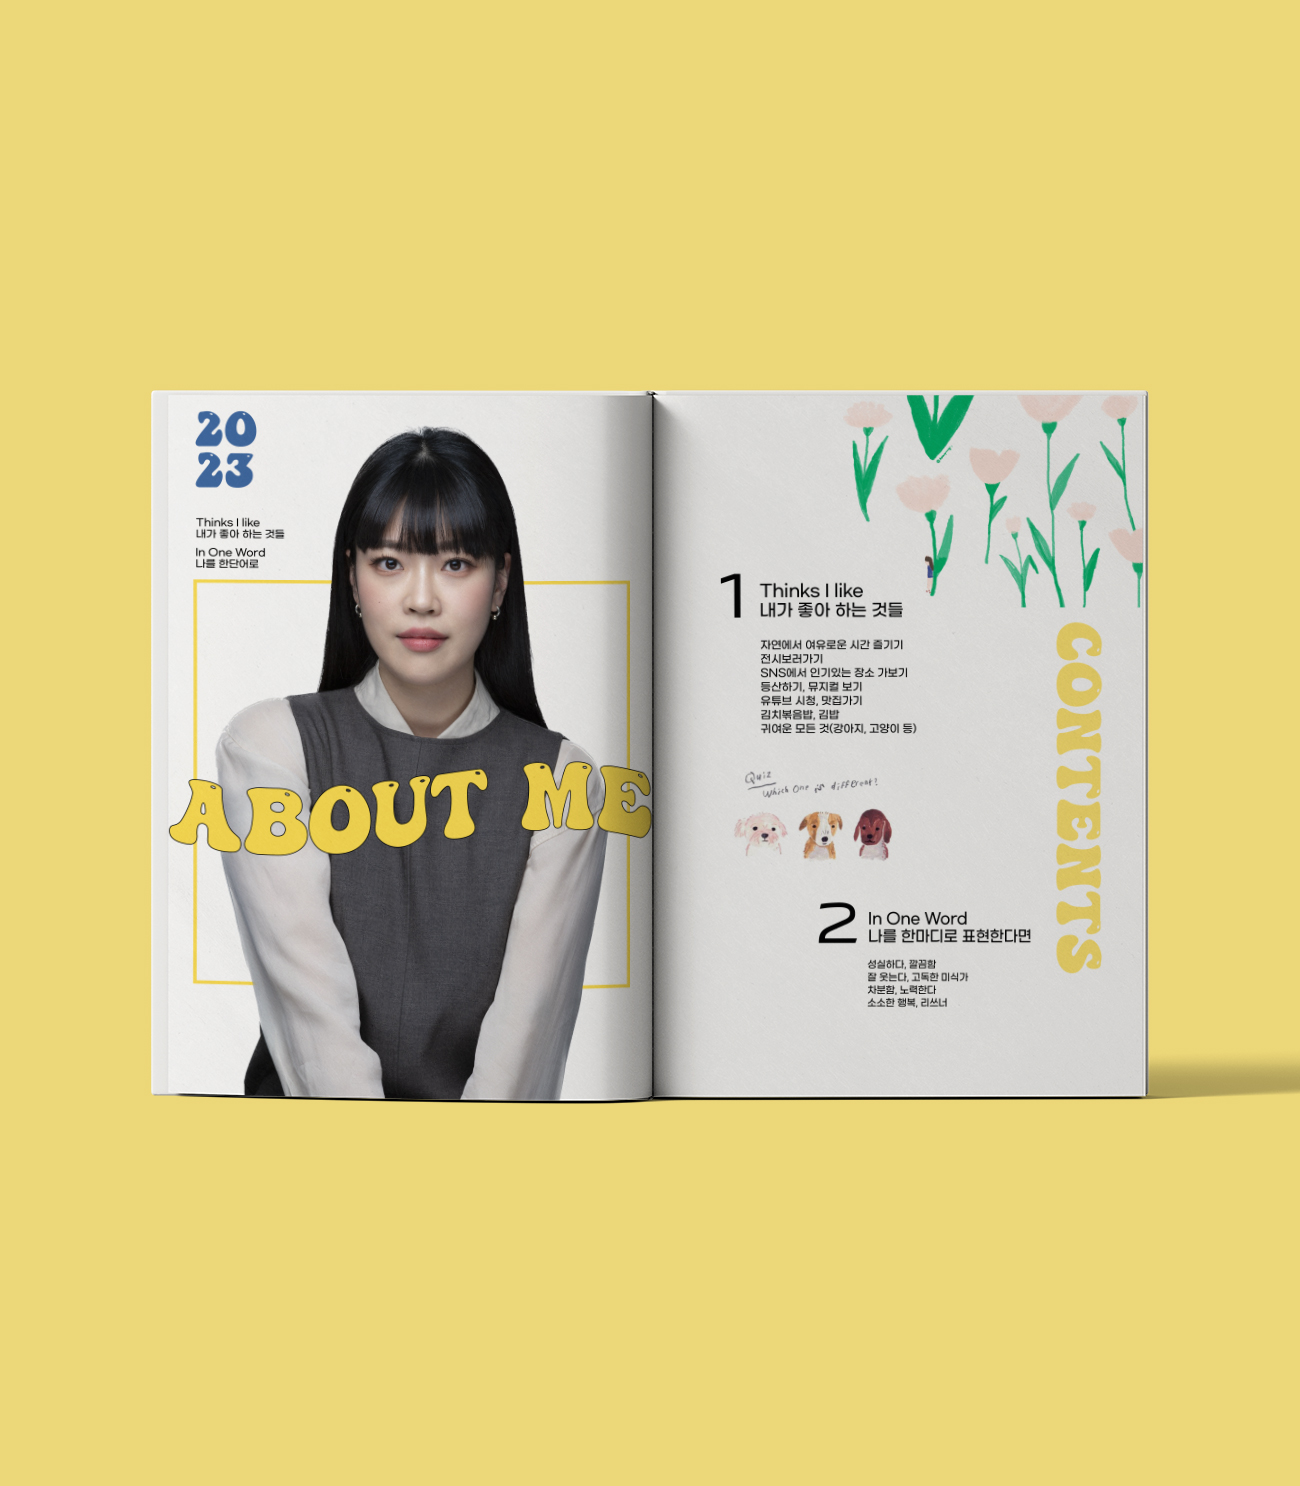 20
23
Thinks I like
내가 좋아 하는 것들
In One Word
나를 한단어로
ABOUT ME
1
Thinks I like
내가 좋아 하는 것들
자연에서 여유로운 시간 즐기기
전시보러가기
SNS에서 인기있는 장소 가보기
등산하기, 뮤지컬 보기
유튜브 시청, 맛집가기
김치볶음밥, 김밥
귀여운 모든 것(강아지, 고양이 등)
Quiz
Which One is different!
2
In One Word
나를 한마디로 표현한다면
성실하다, 깔끔함
잘 웃는다, 고독한 미식가
차분함, 노력한다
소소한 행복, 리쓰너
CONTENTS